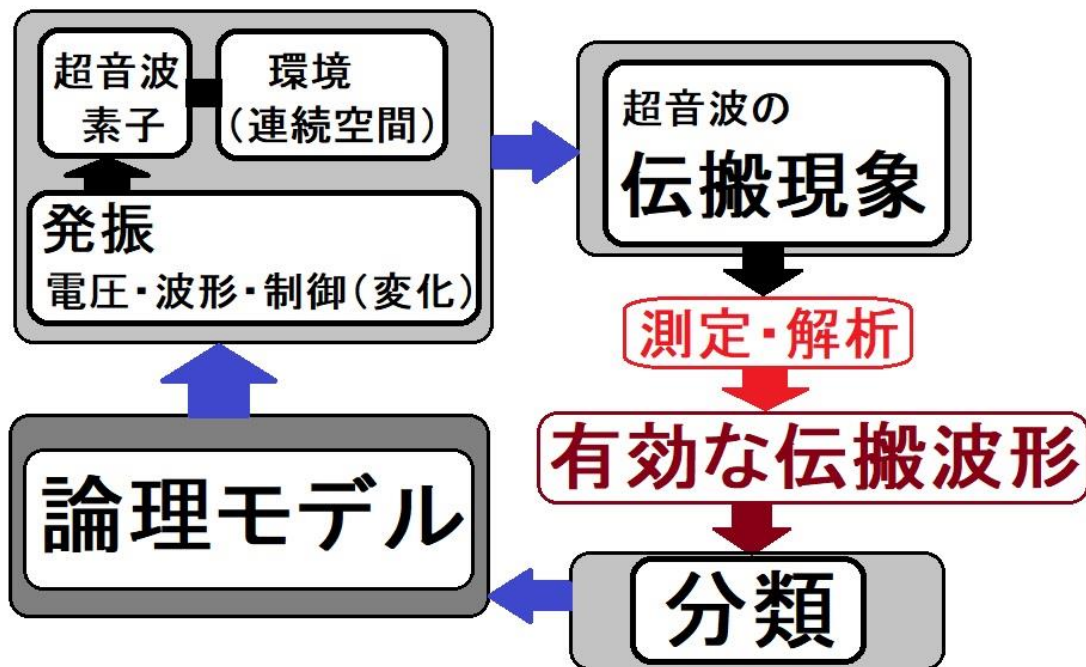 超音波
素子
環境
(連続空間)
発振
電圧・波形・制御(変化)
超音波の
伝搬現象
測定・解析
有効な伝搬波形
分類
論理モデル